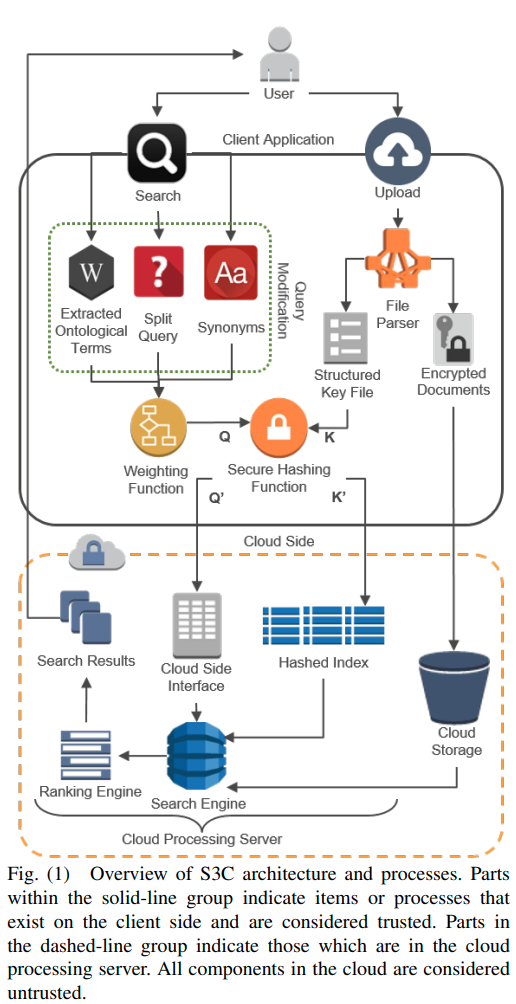 User
Client Application
Search
Upload
W
?
Aa
Extracted
Ontological
Terms
Split
Query
Synonyms
Query
Modification
File
Parser
Structured
Key File
Encrypted
Documents
Q
K
Weighting
Function
Secure Hashing
Function
Q'
K'
Cloud Side
Search Results
Cloud Side
Interface
Hashed Index
Cloud
Storage
Ranking Engine
Search Engine
Cloud Processing Server
Fig. (1) Overview of S3C architecture and processes. Parts
within the solid-line group indicate items or processes that
exist on the client side and are considered trusted. Parts in
the dashed-line group indicate those which are in the cloud
processing server. All components in the cloud are considered
untrusted.